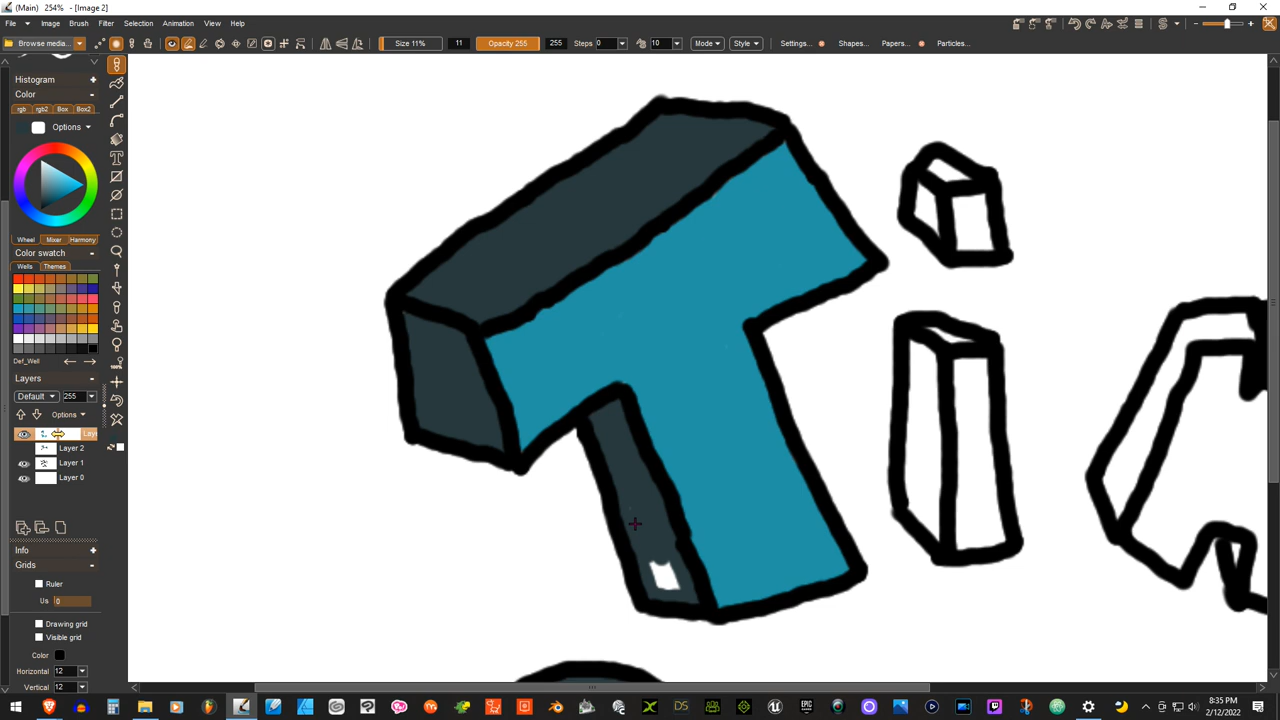 (Main) 254% - [Image 2]
File Image Brush Filter Selection Animation View Help
Browse media... Size 11% 11 Opacity 255 255 Steps 0 10 Mode Style Settings... Shapes... Papers... Particles...
Histogram
Color
rgb rgb2 Box Box2
Options
Wheel Mixer Harmony
Color swatch
Wells Themes
Def_Well
Layers
Default 255
Options
Layer 2
Layer 1
Layer 0
Info
Grids
Ruler
Us 0
Drawing grid
Visible grid
Color
Horizontal 12
Vertical 12
8:35 PM
2/12/2022